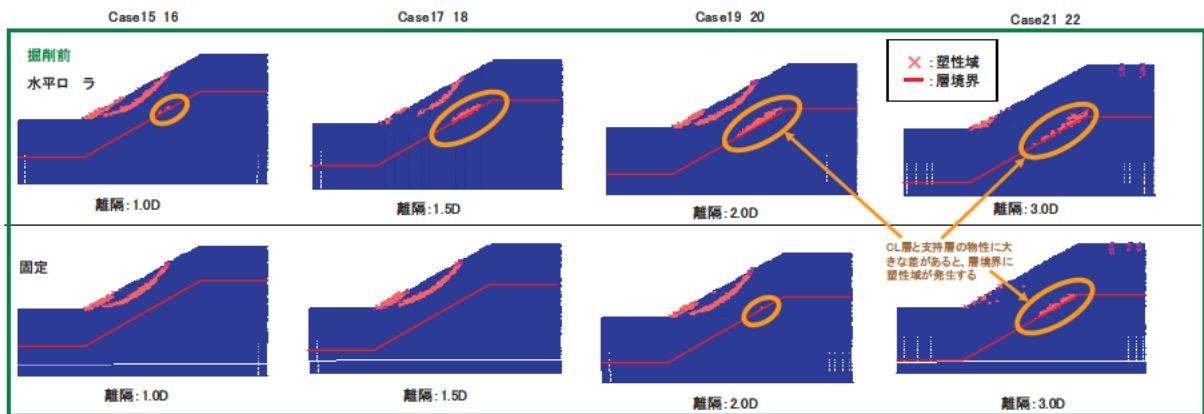 Case15 16
Case17 18
Case19 20
Case21 22
掘削前
水平ロ ラ
×:塑性域
:層境界
離隔:1.0D
離隔:1.5D
離隔:2.0D
離隔:3.0D
CL層と支持層の物性に大
きな差があると、層境界に
塑性域が発生する
固定
離隔:1.0D
離隔:1.5D
離隔:2.0D
離隔:3.0D